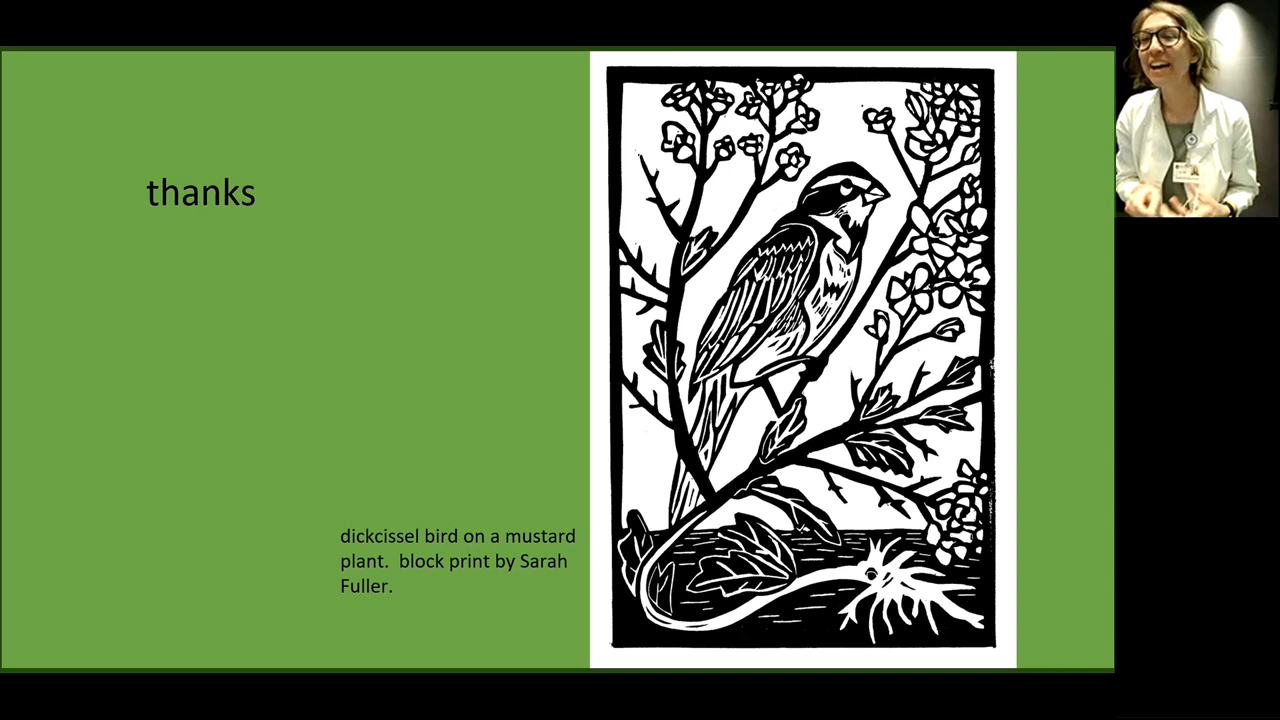 thanks
dickcissel bird on a mustard
plant.  block print by Sarah
Fuller.